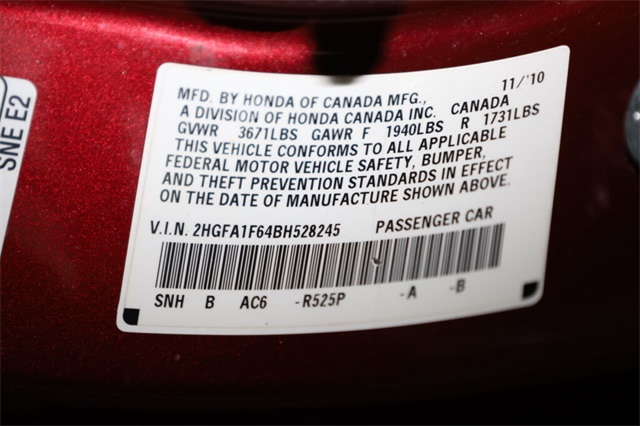 11/'10
MFD. BY HONDA OF CANADA MFG.,
A DIVISION OF HONDA CANADA INC. CANADA
GVWR 3671LBS GAWR F 1940LBS R 1731LBS
THIS VEHICLE CONFORMS TO ALL APPLICABLE
FEDERAL MOTOR VEHICLE SAFETY, BUMPER,
AND THEFT PREVENTION STANDARDS IN EFFECT
ON THE DATE OF MANUFACTURE SHOWN ABOVE.
V.I.N. 2HGFA1F64BH528245 PASSENGER CAR
SNH B AC6 -R525P -A -B
SNE E2